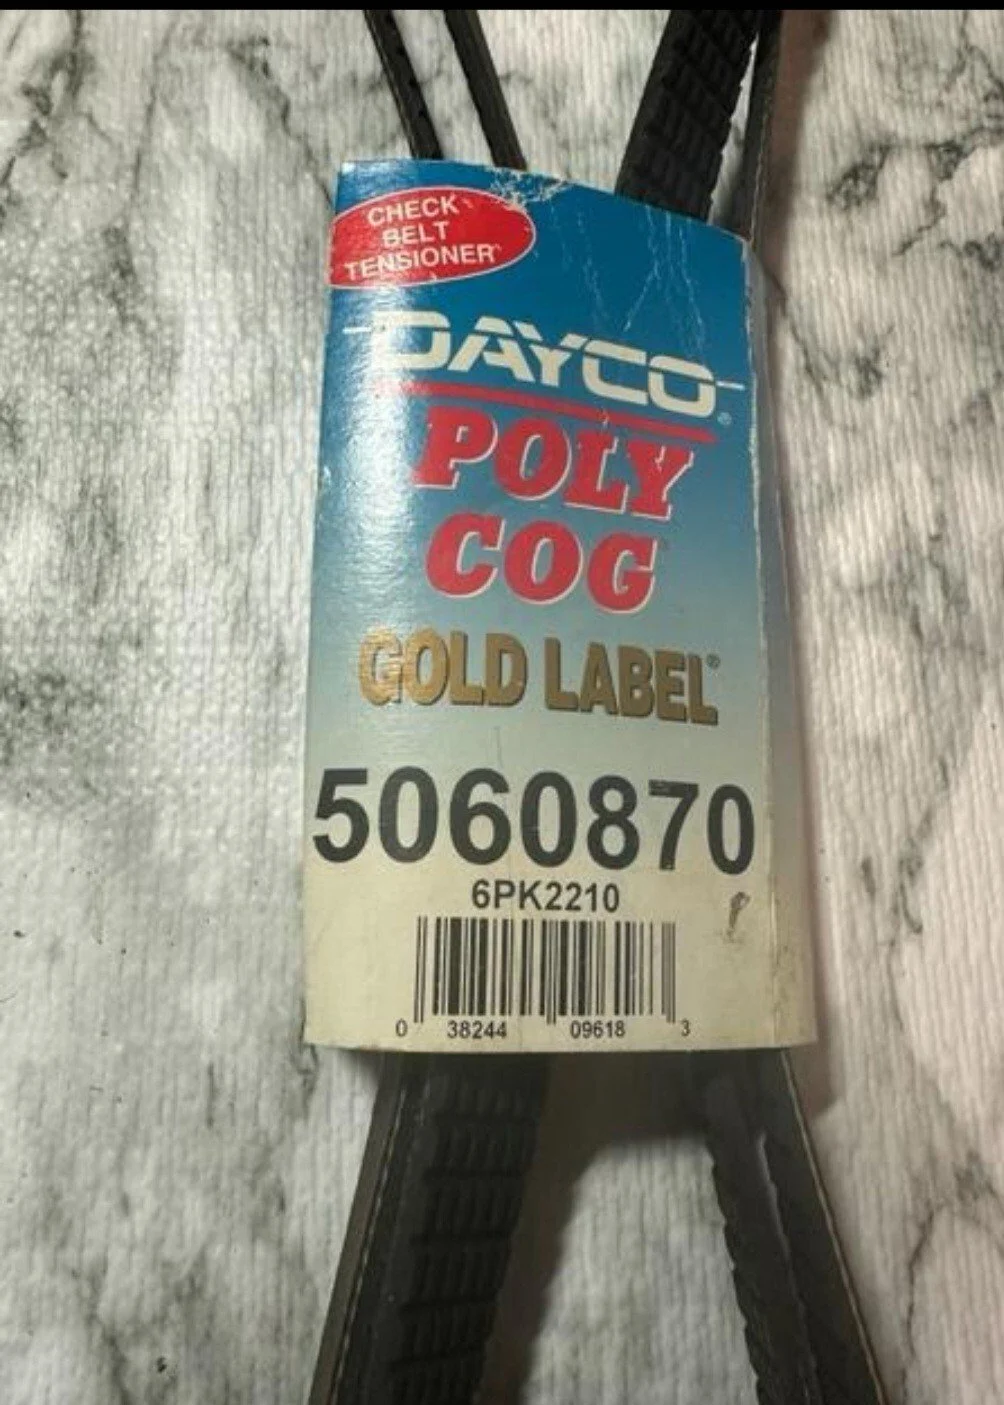 CHECK
BELT
TENSIONER
DAYCO®
POLY
COG
GOLD LABEL®
5060870
6PK2210
0 38244 09618 3